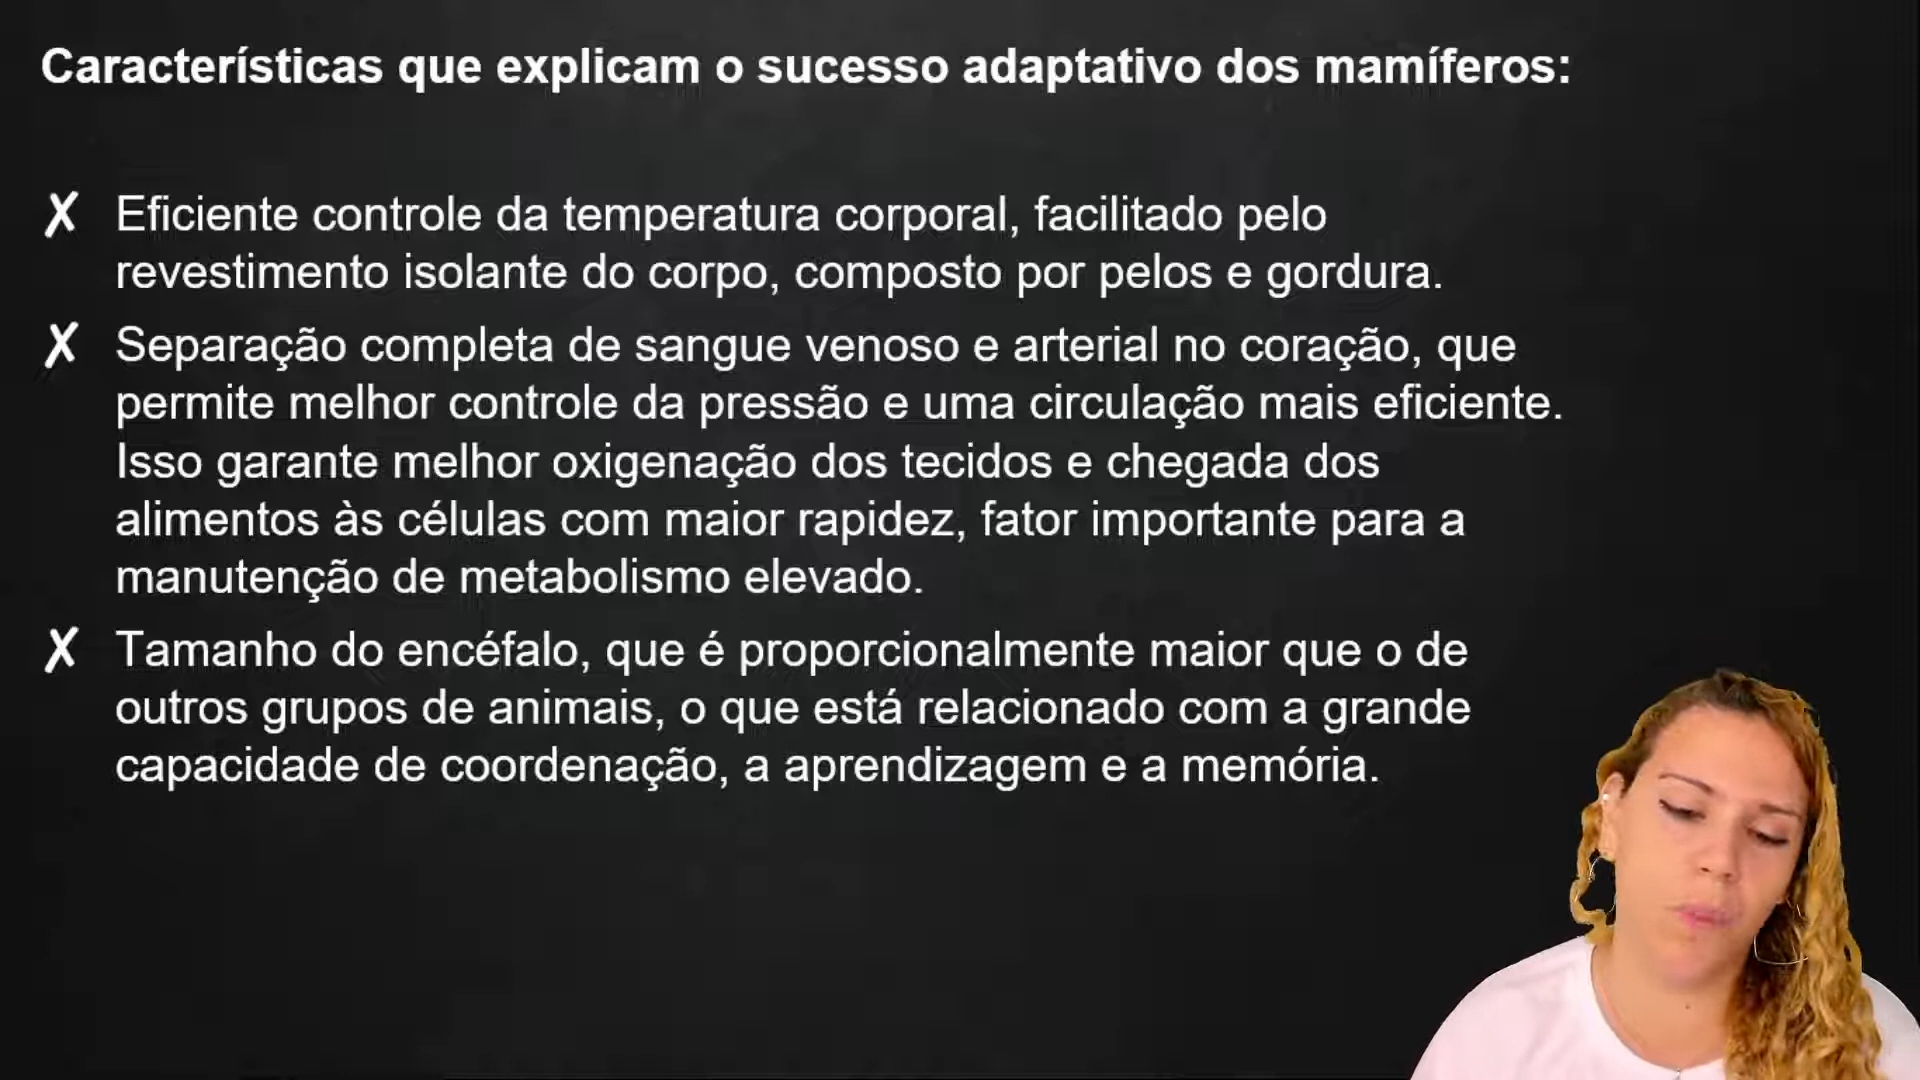 Características que explicam o sucesso adaptativo dos mamíferos:
✗ Eficiente controle da temperatura corporal, facilitado pelo
revestimento isolante do corpo, composto por pelos e gordura.
✗ Separação completa de sangue venoso e arterial no coração, que
permite melhor controle da pressão e uma circulação mais eficiente.
Isso garante melhor oxigenação dos tecidos e chegada dos
alimentos às células com maior rapidez, fator importante para a
manutenção de metabolismo elevado.
✗ Tamanho do encéfalo, que é proporcionalmente maior que o de
outros grupos de animais, o que está relacionado com a grande
capacidade de coordenação, a aprendizagem e a memória.